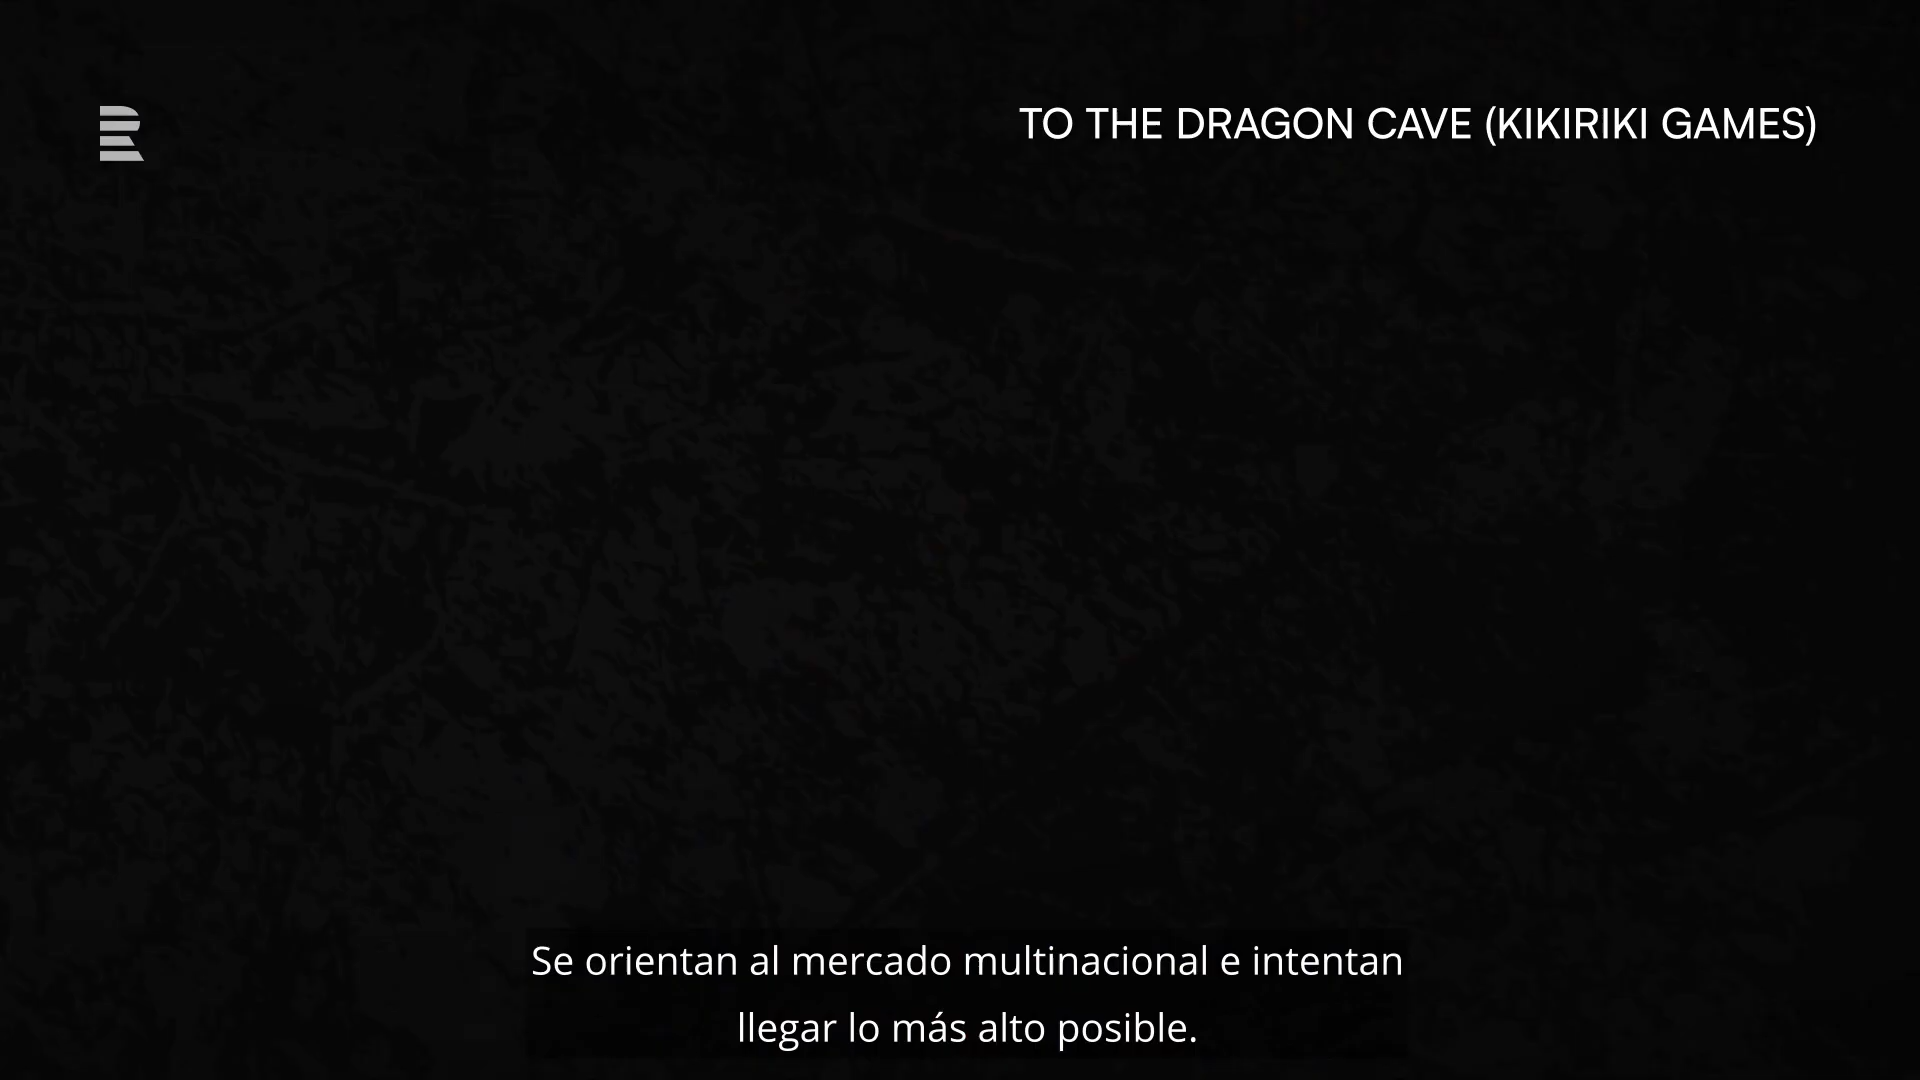 TO THE DRAGON CAVE (KIKIRIKI GAMES)
Se orientan al mercado multinacional e intentan
llegar lo más alto posible.